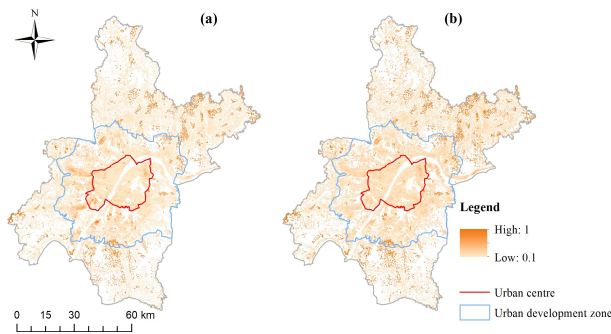 N
(a)
(b)
Legend
High: 1
Low: 0.1
Urban centre
Urban development zone
0 15 30 60 km